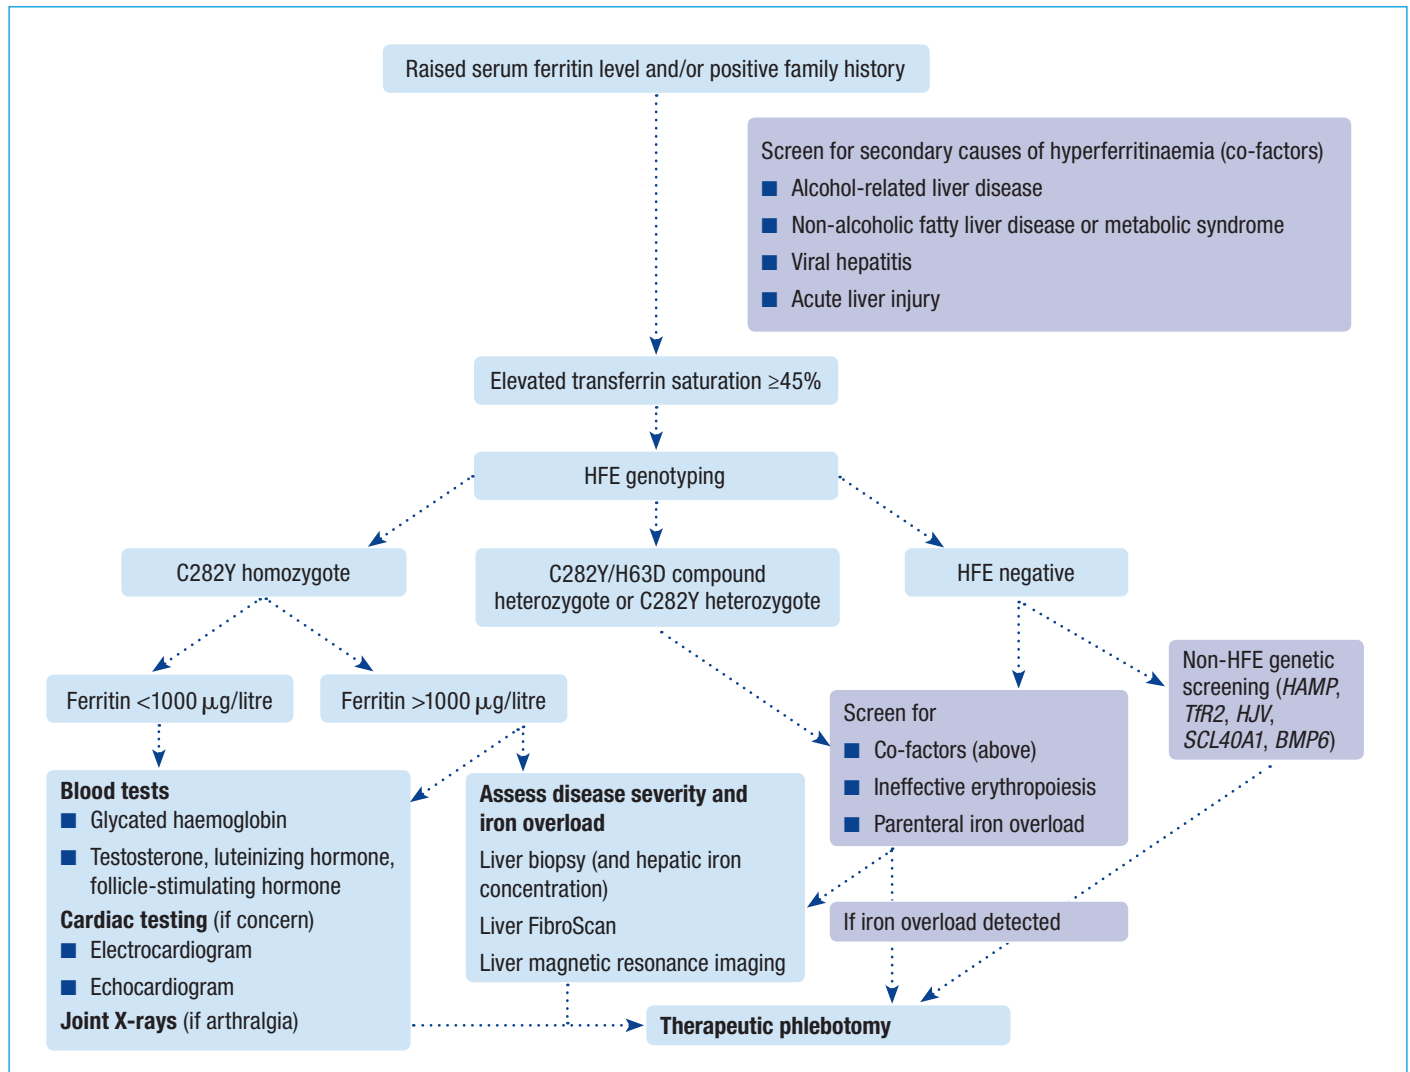 Raised serum ferritin level and/or positive family history
Screen for secondary causes of hyperferritinaemia (co-factors)
■ Alcohol-related liver disease
■ Non-alcoholic fatty liver disease or metabolic syndrome
■ Viral hepatitis
■ Acute liver injury
Elevated transferrin saturation ≥45%
HFE genotyping
C282Y homozygote
C282Y/H63D compound
heterozygote or C282Y heterozygote
HFE negative
Ferritin <1000 µg/litre
Ferritin >1000 µg/litre
Screen for
■ Co-factors (above)
■ Ineffective erythropoiesis
■ Parenteral iron overload
Non-HFE genetic
screening (HAMP,
TfR2, HJV,
SCL40A1, BMP6)
Blood tests
■ Glycated haemoglobin
■ Testosterone, luteinizing hormone,
follicle-stimulating hormone
Cardiac testing (if concern)
■ Electrocardiogram
■ Echocardiogram
Joint X-rays (if arthralgia)
Assess disease severity and
iron overload
Liver biopsy (and hepatic iron
concentration)
Liver FibroScan
Liver magnetic resonance imaging
If iron overload detected
Therapeutic phlebotomy